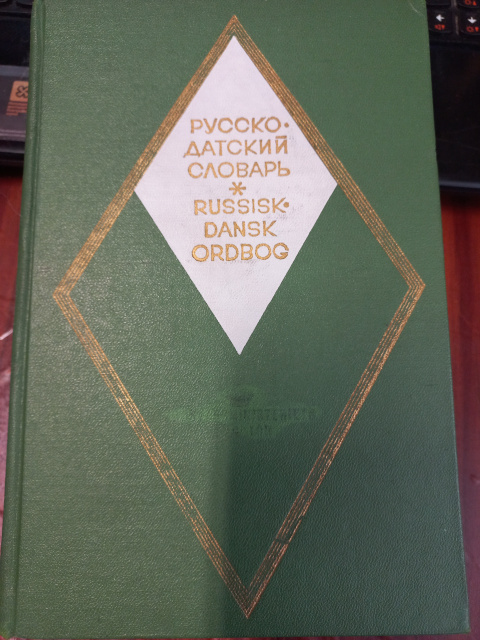 РУССКО·
ДАТСКИЙ
СЛОВАРЬ
*
RUSSISK·
DANSK
ORDBOG